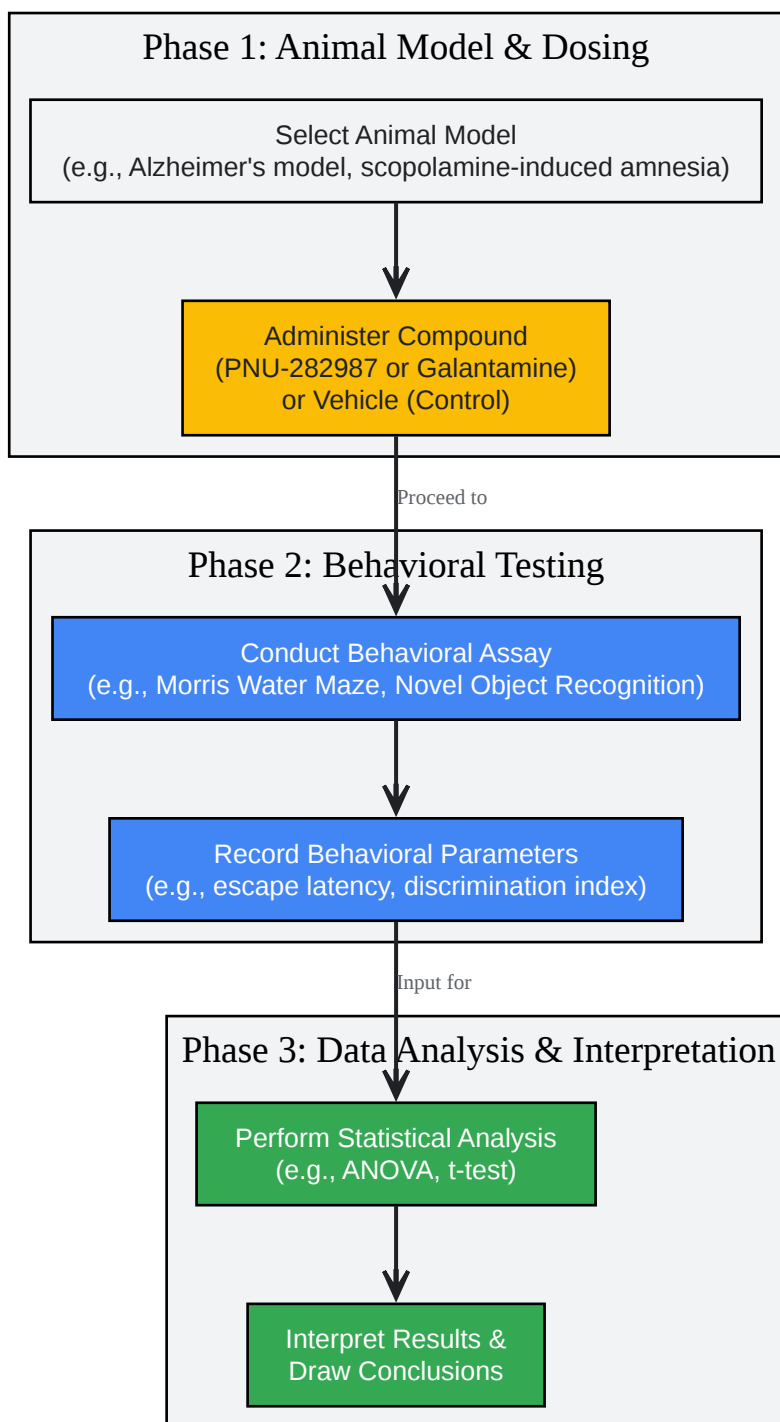 Phase 1: Animal Model & Dosing
Select Animal Model
(e.g., Alzheimer's model, scopolamine-induced amnesia)
Administer Compound
(PNU-282987 or Galantamine)
or Vehicle (Control)
Proceed to
Phase 2: Behavioral Testing
Conduct Behavioral Assay
(e.g., Morris Water Maze, Novel Object Recognition)
Record Behavioral Parameters
(e.g., escape latency, discrimination index)
Input for
Phase 3: Data Analysis & Interpretation
Perform Statistical Analysis
(e.g., ANOVA, t-test)
Interpret Results &
Draw Conclusions